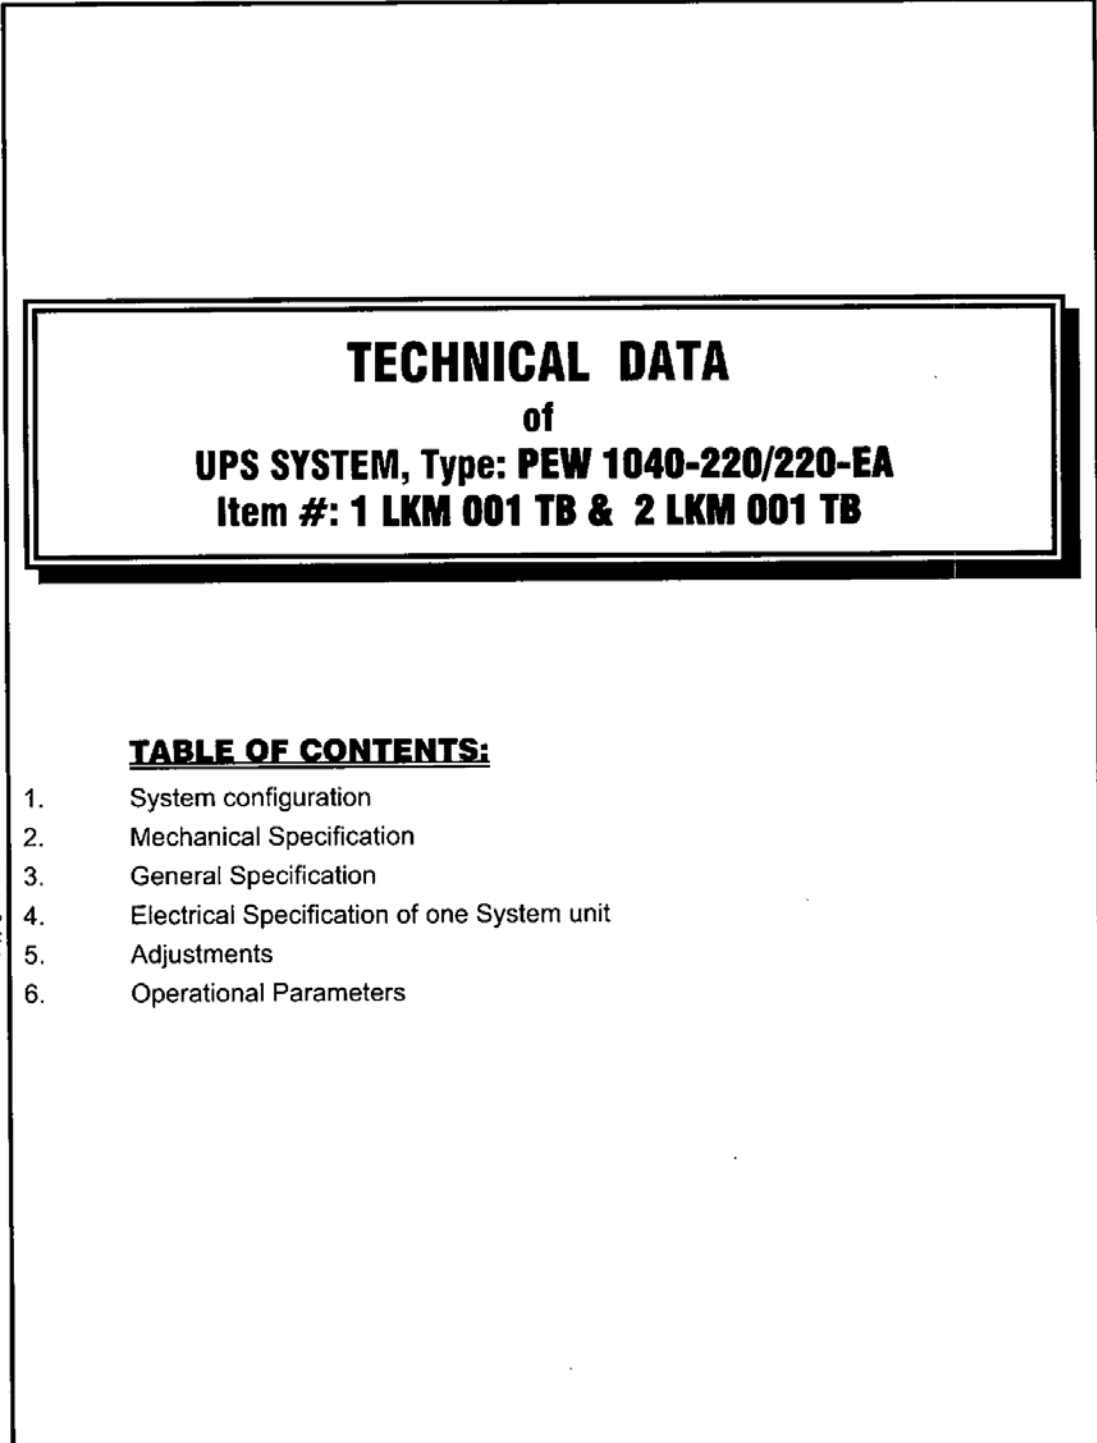 TECHNICAL DATA
of
UPS SYSTEM, Type: PEW 1040-220/220-EA
Item #: 1 LKM 001 TB & 2 LKM 001 TB
TABLE OF CONTENTS:
1. System configuration
2. Mechanical Specification
3. General Specification
4. Electrical Specification of one System unit
5. Adjustments
6. Operational Parameters